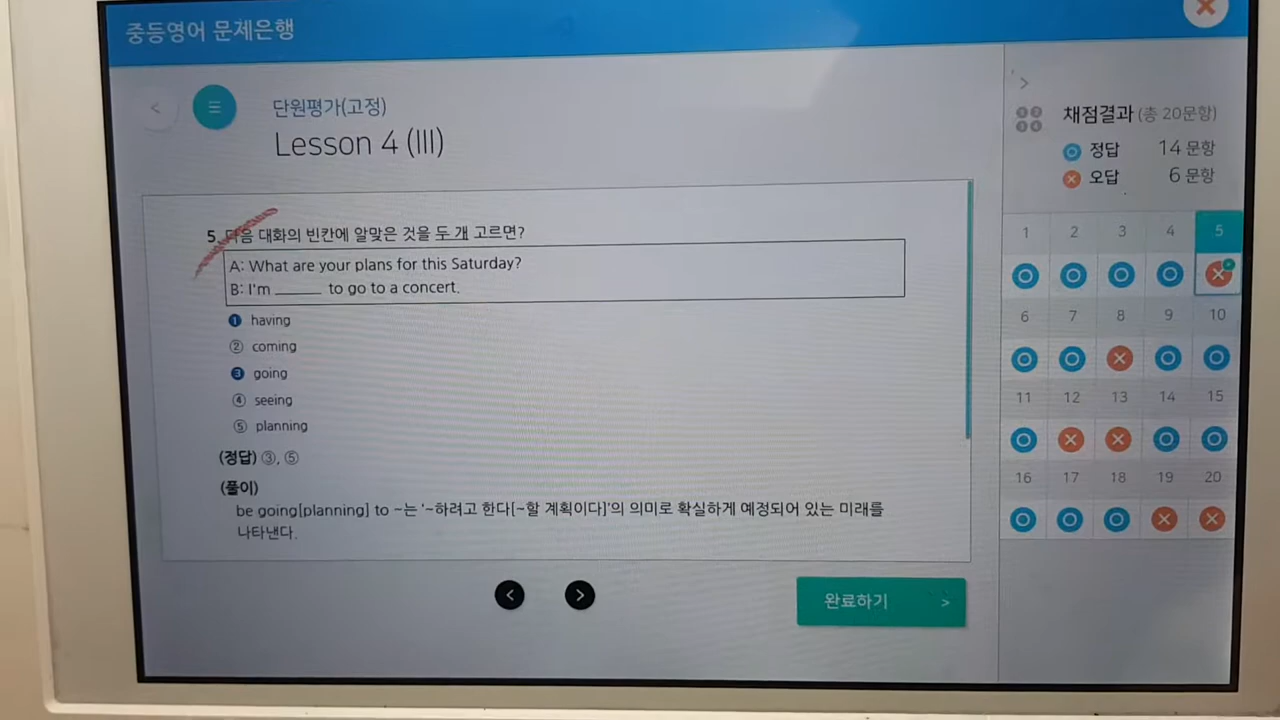 중등영어 문제은행
단원평가(고정)
Lesson 4 (III)
5 다음 대화의 빈칸에 알맞은 것을 두 개 고르면?
A: What are your plans for this Saturday?
B: I'm ______ to go to a concert.
① having
② coming
③ going
④ seeing
⑤ planning
(정답) ③, ⑤
(풀이)
be going[planning] to ~는 '~하려고 한다[~할 계획이다]'의 의미로 확실하게 예정되어 있는 미래를
나타낸다.
완료하기 >
채점결과 (총 20문항)
정답 14 문항
오답 6 문항
1 2 3 4 5
6 7 8 9 10
11 12 13 14 15
16 17 18 19 20